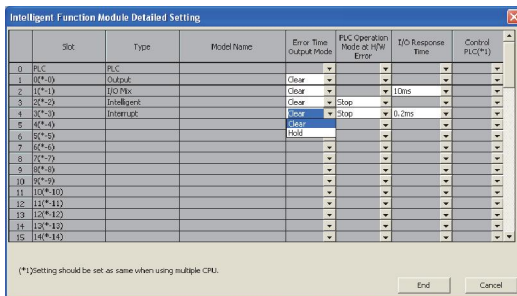 Intelligent Function Module Detailed Setting
Slot Type Model Name Error Time Output Mode PLC Operation Mode at H/W Error I/O Response Time Control PLC(*1)
0 PLC PLC
1 0(*-0) Output Clear
2 1(*-1) I/O Mix Clear 10ms
3 2(*-2) Intelligent Clear Stop
4 3(*-3) Interrupt Clear Stop 0.2ms
5 4(*-4) Clear
6 5(*-5) Hold
7 6(*-6)
8 7(*-7)
9 8(*-8)
10 9(*-9)
11 10(*-10)
12 11(*-11)
13 12(*-12)
14 13(*-13)
15 14(*-14)
(*1)Setting should be set as same when using multiple CPU.
End Cancel